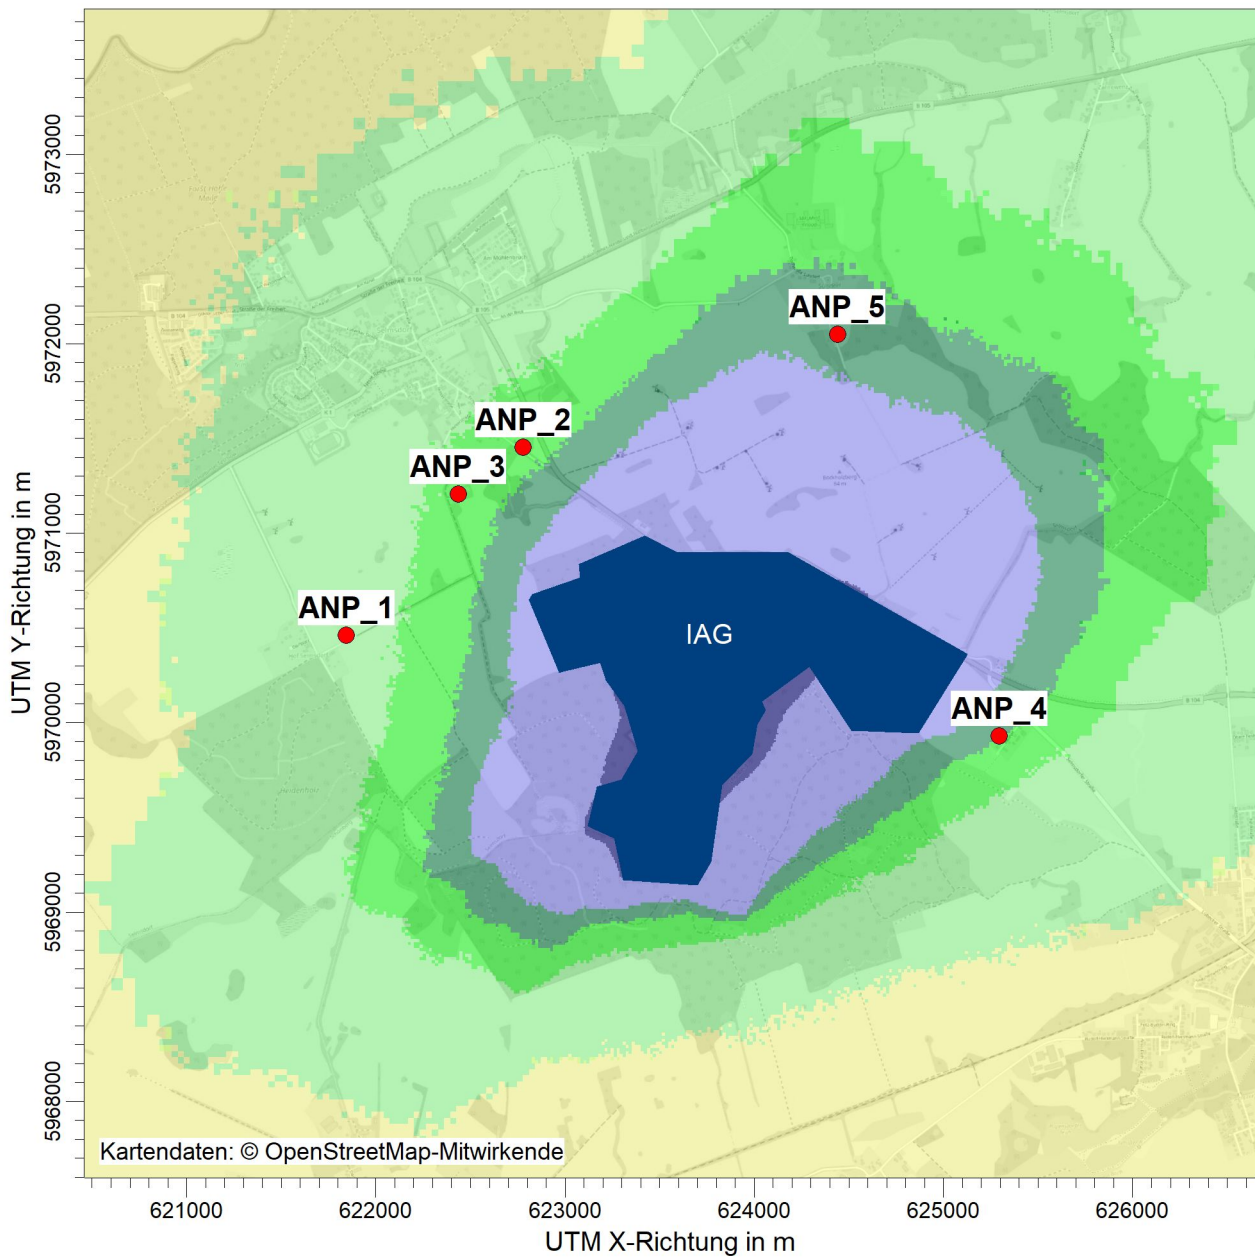 5973000
5972000
5971000
5970000
5969000
5968000
UTM Y-Richtung in m
ANP_5
ANP_2
ANP_3
ANP_1
IAG
ANP_4
Kartendaten: © OpenStreetMap-Mitwirkende
621000
622000
623000
624000
625000
626000
UTM X-Richtung in m